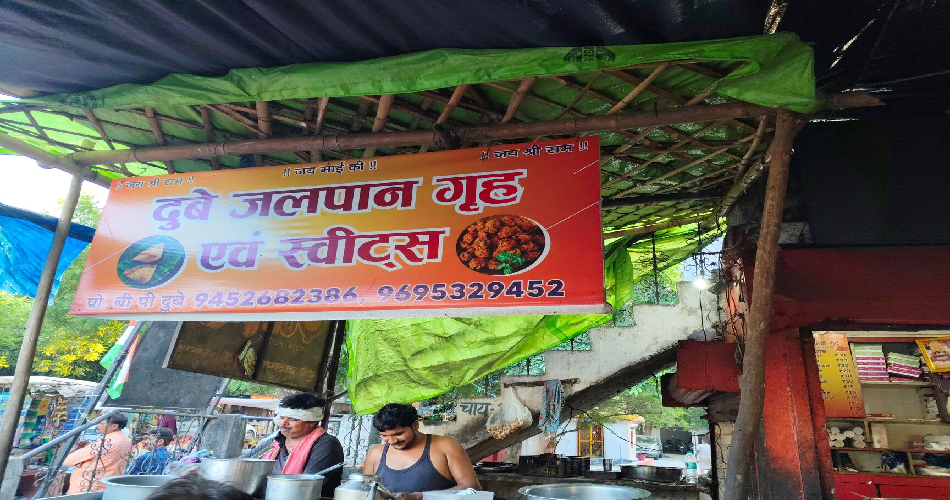 !! जय श्री राम !! !! जय माई की !! !! जय श्री राम !!
दुबे जलपान गृह
एवं स्वीट्स
प्रो. बी.पी दुबे 9452682386, 9695329452
चाय